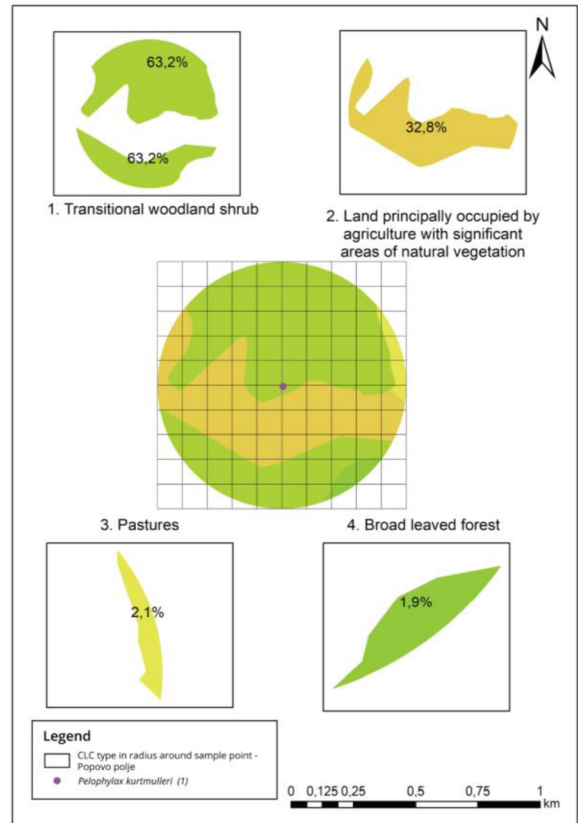 N
63,2%
63,2%
1. Transitional woodland shrub
32,8%
2. Land principally occupied by
agriculture with significant
areas of natural vegetation
3. Pastures
4. Broad leaved forest
2,1%
1,9%
Legend
CLC type in radius around sample point -
Popovo polje
Pelophylax kurtmulleri (1)
0 0,125 0,25 0,5 0,75 1
km